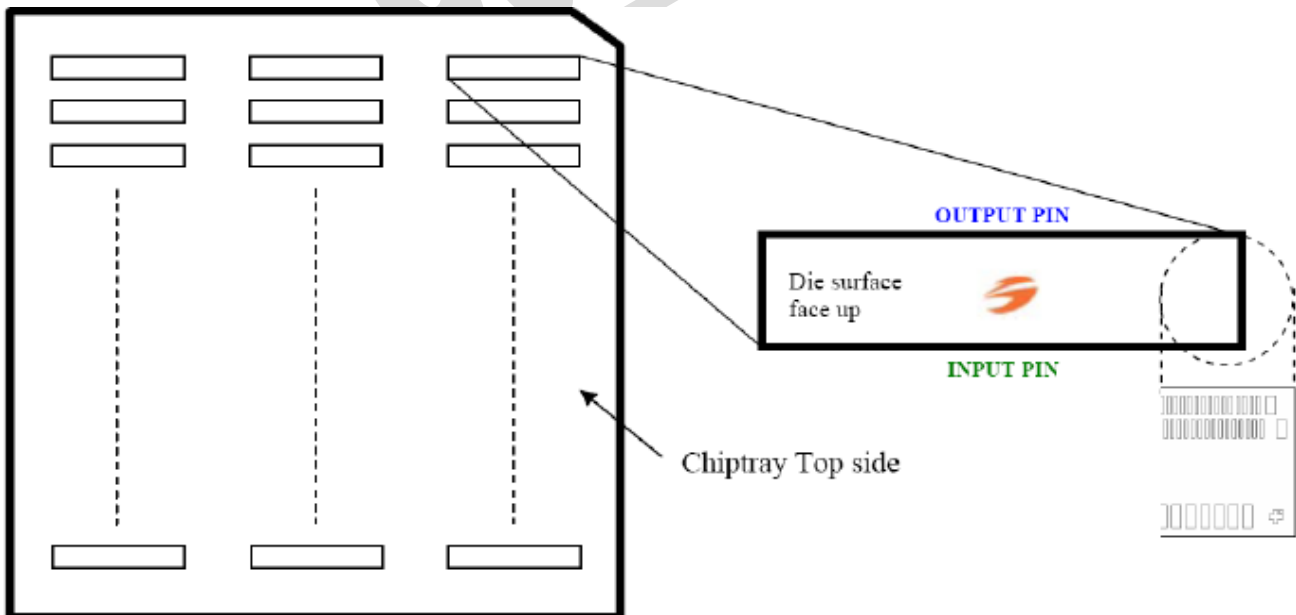 OUTPUT PIN
Die surface
face up
INPUT PIN
Chiptray Top side